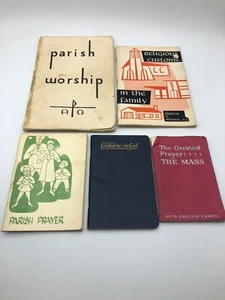 parish
worship
Religious
Customs
in the
family
PARISH PRAYER
Confidence in God
The Greatest
Prayer:
THE MASS
WITH ENGLISH CANON